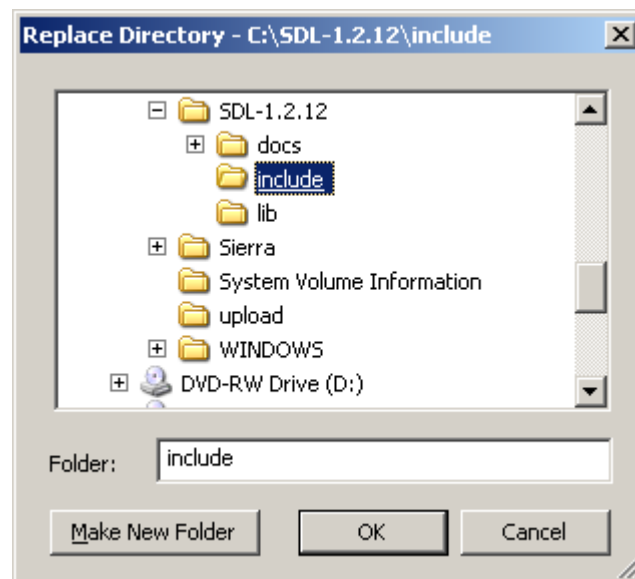 Replace Directory - C:\SDL-1.2.12\include
SDL-1.2.12
docs
include
lib
Sierra
System Volume Information
upload
WINDOWS
DVD-RW Drive (D:)
Folder: include
Make New Folder OK Cancel